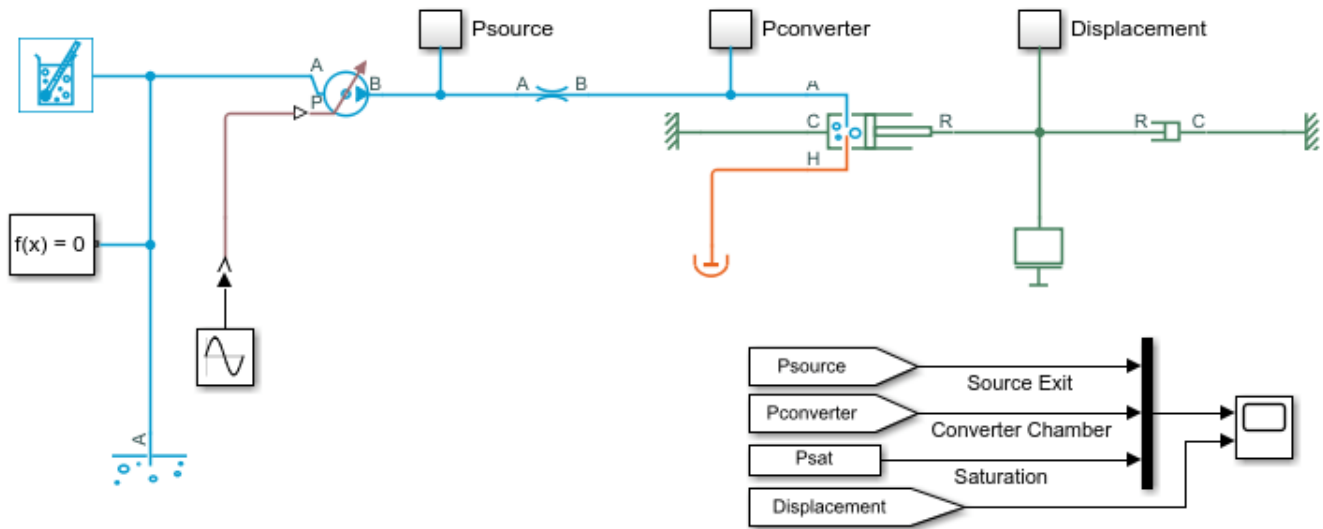 Psource
Pconverter
Displacement
A
P
B
A
B
A
C
R
R
C
H
f(x) = 0
A
Psource
Source Exit
Pconverter
Converter Chamber
Psat
Saturation
Displacement